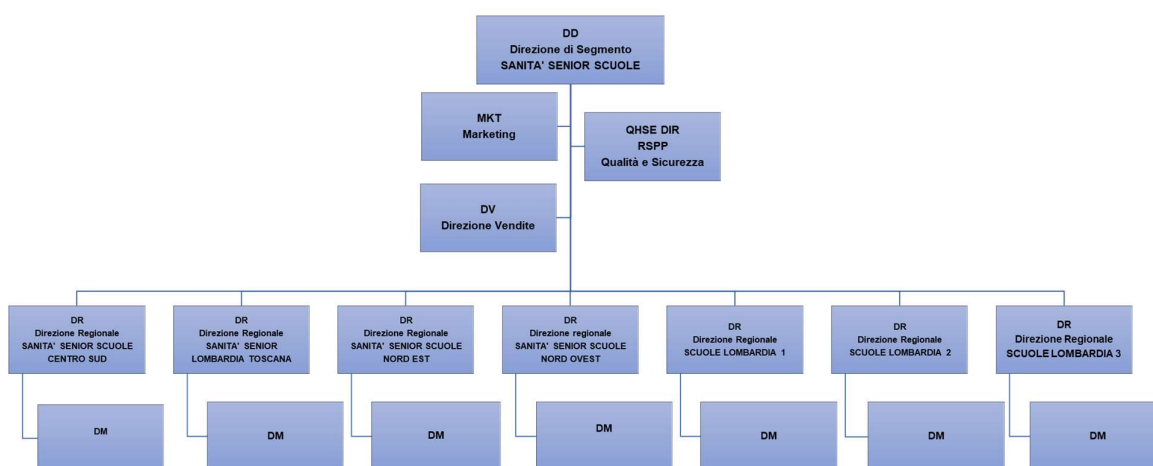 DD
Direzione di Segmento
SANITA' SENIOR SCUOLE
MKT
Marketing
QHSE DIR
RSPP
Qualità e Sicurezza
DV
Direzione Vendite
DR
Direzione Regionale
SANITA' SENIOR SCUOLE
CENTRO SUD
DR
Direzione Regionale
SANITA' SENIOR
LOMBARDIA TOSCANA
DR
Direzione Regionale
SANITA' SENIOR SCUOLE
NORD EST
DR
Direzione regionale
SANITA' SENIOR SCUOLE
NORD OVEST
DR
Direzione Regionale
SCUOLE LOMBARDIA 1
DR
Direzione Regionale
SCUOLE LOMBARDIA 2
DR
Direzione Regionale
SCUOLE LOMBARDIA 3
DM
DM
DM
DM
DM
DM
DM